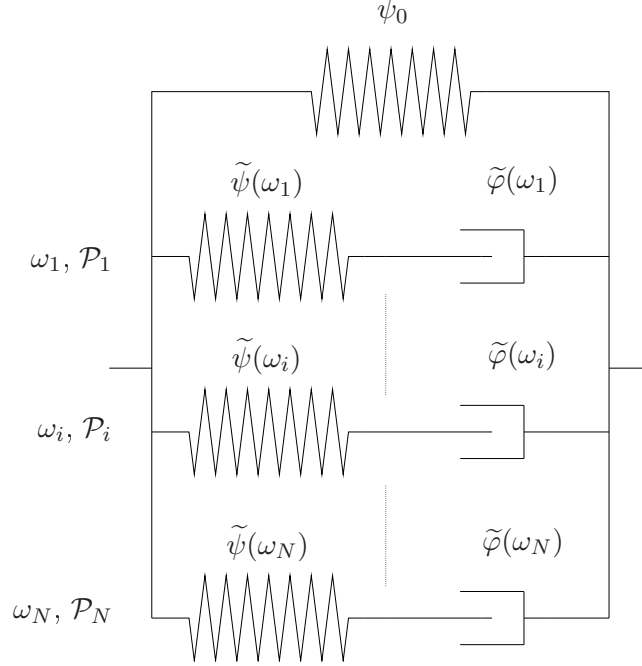 ψ₀
ψ̃(ω₁) φ̃(ω₁)
ω₁, 𝒫₁
ψ̃(ωᵢ) φ̃(ωᵢ)
ωᵢ, 𝒫ᵢ
ψ̃(ω_N) φ̃(ω_N)
ω_N, 𝒫_N